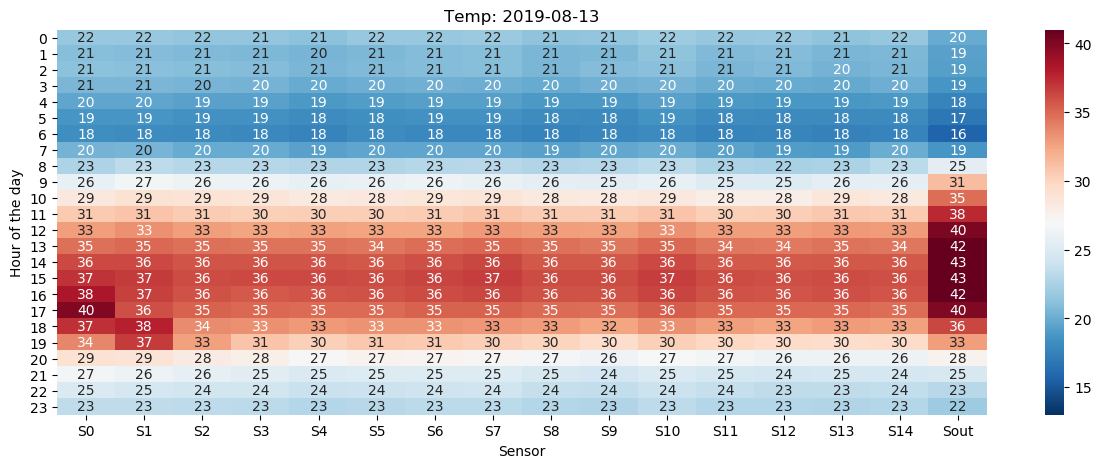 Temp: 2019-08-13
Hour of the day
0 22 22 22 21 21 22 22 22 21 21 22 22 22 21 22 20
1 21 21 21 21 20 21 21 21 21 21 21 21 21 21 21 19
2 21 21 21 21 21 21 21 21 21 21 21 21 21 20 21 19
3 21 21 20 20 20 20 20 20 20 20 20 20 20 20 20 19
4 20 20 19 19 19 19 19 19 19 19 19 19 19 19 19 18
5 19 19 19 19 18 18 18 18 18 18 19 18 18 18 18 17
6 18 18 18 18 18 18 18 18 18 18 18 18 18 18 18 16
7 20 20 20 20 19 20 20 20 19 20 20 20 19 19 20 19
8 23 23 23 23 23 23 23 23 23 23 23 23 22 23 23 25
9 26 27 26 26 26 26 26 26 26 25 26 25 25 26 26 31
10 29 29 29 29 28 28 29 29 28 28 29 28 28 29 28 35
11 31 31 31 30 30 30 31 31 31 31 31 30 30 31 31 38
12 33 33 33 33 33 33 33 33 33 33 33 33 33 33 33 40
13 35 35 35 35 35 34 35 35 35 35 35 34 34 35 34 42
14 36 36 36 36 36 36 36 36 36 36 36 36 36 36 36 43
15 37 37 36 36 36 36 36 37 36 36 37 36 36 36 36 43
16 38 37 36 36 36 36 36 36 36 36 36 36 36 36 36 42
17 40 36 35 35 35 35 35 35 35 35 36 35 35 35 35 40
18 37 38 34 33 33 33 33 33 33 32 33 33 33 33 33 36
19 34 37 33 31 30 31 31 30 30 30 30 30 30 30 30 33
20 29 29 28 28 27 27 27 27 27 26 27 27 26 26 26 28
21 27 26 26 25 25 25 25 25 25 24 25 25 24 25 24 25
22 25 25 24 24 24 24 24 24 24 24 24 24 23 23 24 23
23 23 23 23 23 23 23 23 23 23 23 23 23 23 23 23 22
S0 S1 S2 S3 S4 S5 S6 S7 S8 S9 S10 S11 S12 S13 S14 Sout
Sensor
40
35
30
25
20
15